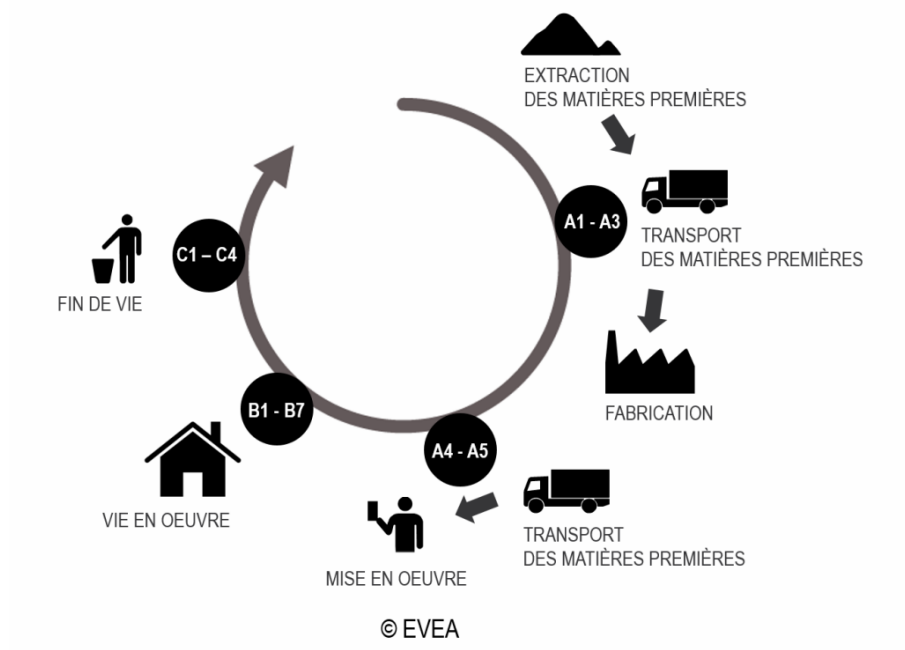 EXTRACTION
DES MATIÈRES PREMIÈRES
A1 - A3
TRANSPORT
DES MATIÈRES PREMIÈRES
FABRICATION
A4 - A5
TRANSPORT
DES MATIÈRES PREMIÈRES
MISE EN OEUVRE
B1 - B7
VIE EN OEUVRE
C1 – C4
FIN DE VIE
© EVEA